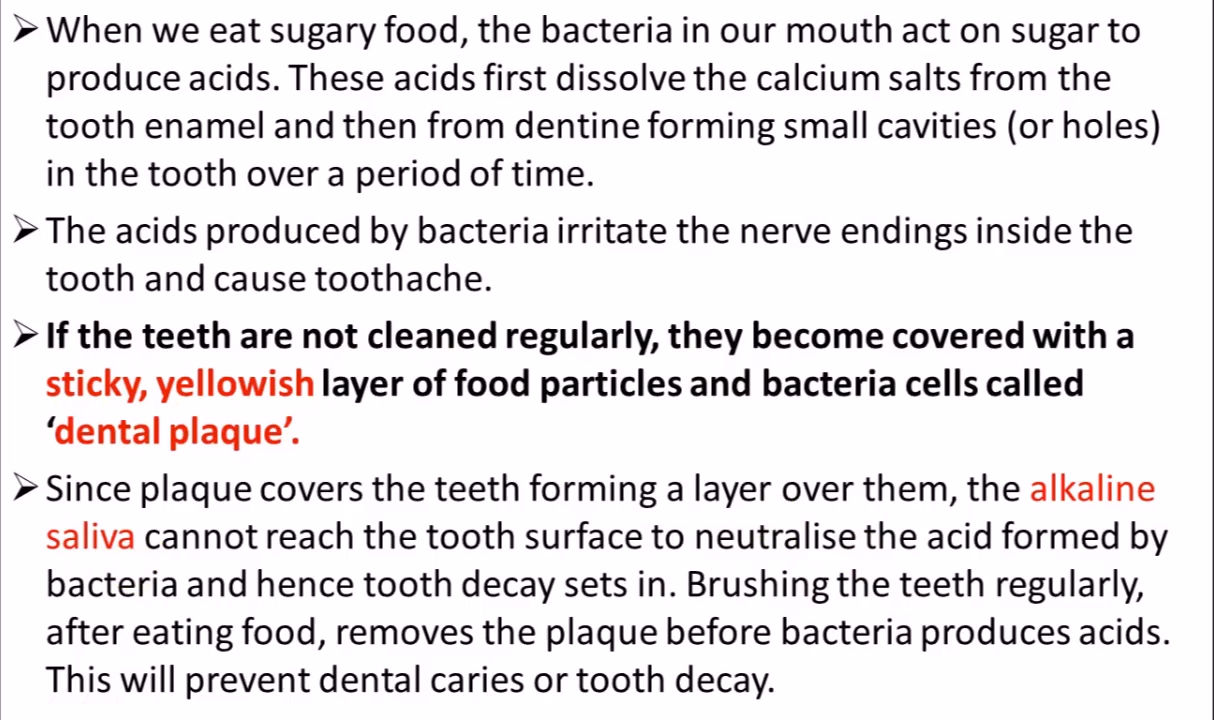 ➢ When we eat sugary food, the bacteria in our mouth act on sugar to
produce acids. These acids first dissolve the calcium salts from the
tooth enamel and then from dentine forming small cavities (or holes)
in the tooth over a period of time.
➢ The acids produced by bacteria irritate the nerve endings inside the
tooth and cause toothache.
➢ If the teeth are not cleaned regularly, they become covered with a
sticky, yellowish layer of food particles and bacteria cells called
‘dental plaque’.
➢ Since plaque covers the teeth forming a layer over them, the alkaline
saliva cannot reach the tooth surface to neutralise the acid formed by
bacteria and hence tooth decay sets in. Brushing the teeth regularly,
after eating food, removes the plaque before bacteria produces acids.
This will prevent dental caries or tooth decay.